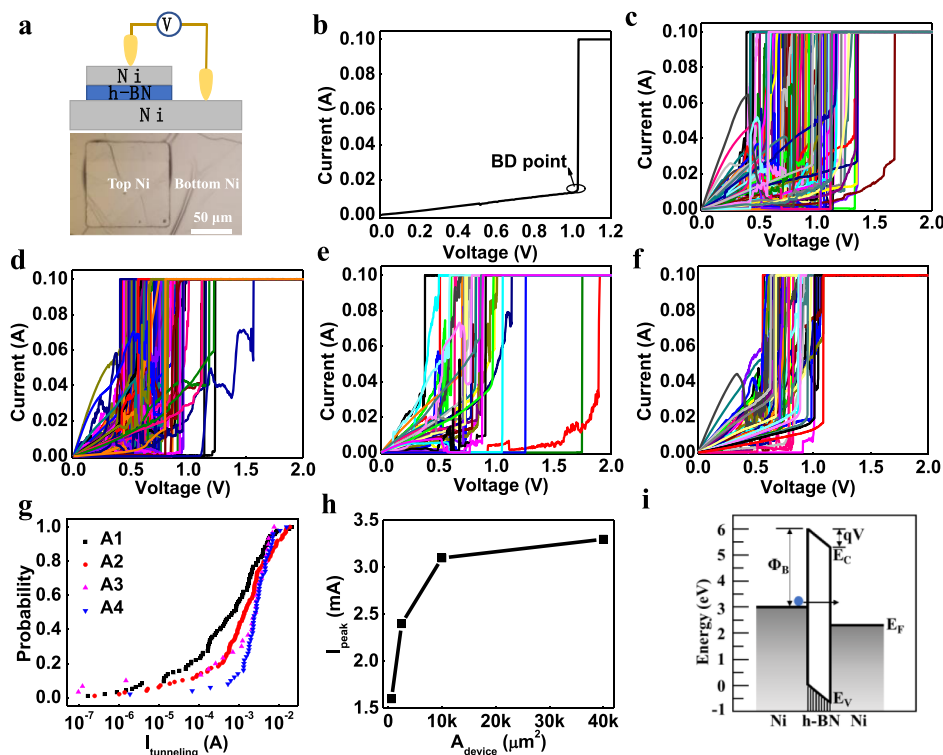 a
V
Ni
h-BN
Ni
Top Ni
Bottom Ni
50 µm
b
0.10
0.08
0.06
0.04
0.02
0.00
Current (A)
BD point
0.0 0.2 0.4 0.6 0.8 1.0 1.2
Voltage (V)
c
0.10
0.08
0.06
0.04
0.02
0.00
Current (A)
0.0 0.5 1.0 1.5 2.0
Voltage (V)
d
0.10
0.08
0.06
0.04
0.02
0.00
Current (A)
0.0 0.5 1.0 1.5 2.0
Voltage (V)
e
0.10
0.08
0.06
0.04
0.02
0.00
Current (A)
0.0 0.5 1.0 1.5 2.0
Voltage (V)
f
0.10
0.08
0.06
0.04
0.02
0.00
Current (A)
0.0 0.5 1.0 1.5 2.0
Voltage (V)
g
1.0
0.8
0.6
0.4
0.2
0.0
Probability
A1
A2
A3
A4
10⁻⁷ 10⁻⁶ 10⁻⁵ 10⁻⁴ 10⁻³ 10⁻²
I tunneling (A)
h
3.5
3.0
2.5
2.0
1.5
I peak (mA)
0 10k 20k 30k 40k
A device (µm²)
i
6
5
4
3
2
1
0
-1
Energy (eV)
Φ_B
qV
E_C
E_F
E_V
Ni h-BN Ni